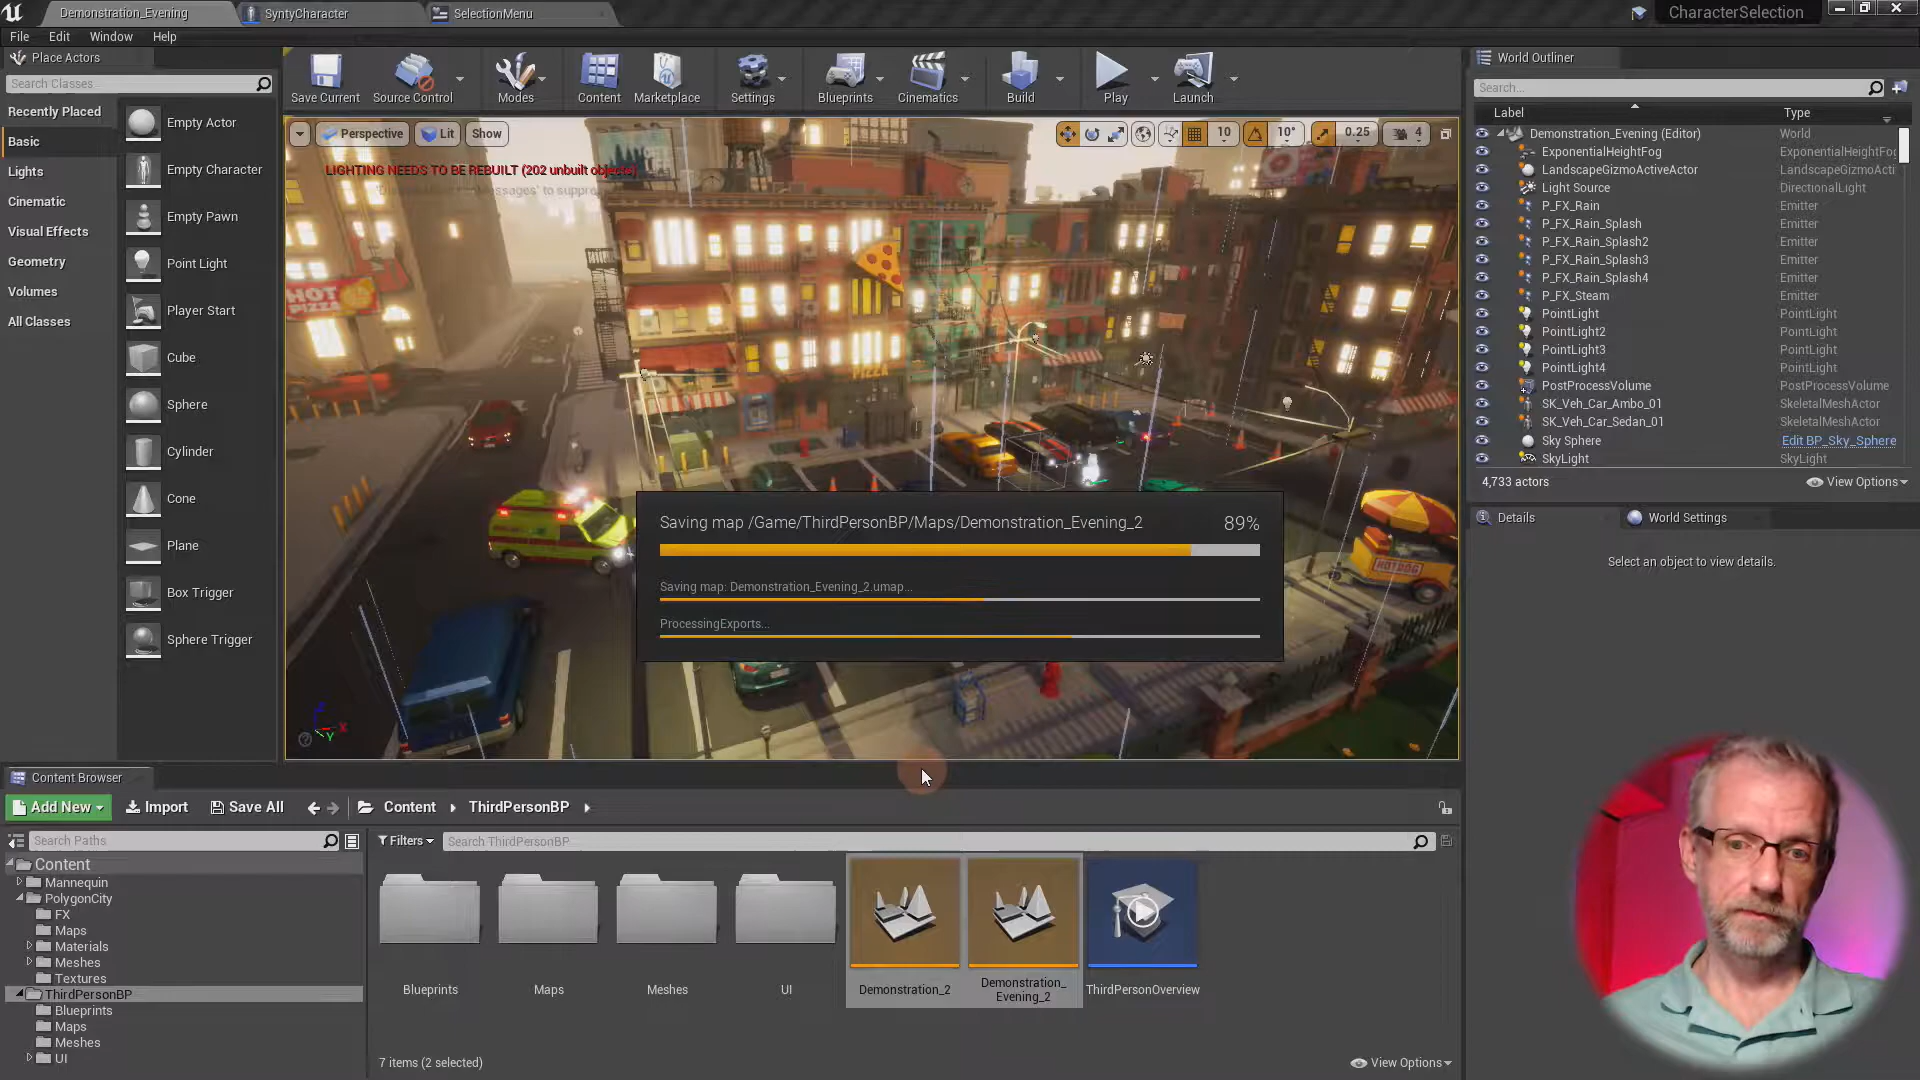 Demonstration_Evening
SyntyCharacter
SelectionMenu
CharacterSelection
File Edit Window Help
Place Actors
Search Classes
Recently Placed
Basic
Lights
Cinematic
Visual Effects
Geometry
Volumes
All Classes
Empty Actor
Empty Character
Empty Pawn
Point Light
Player Start
Cube
Sphere
Cylinder
Cone
Plane
Box Trigger
Sphere Trigger
Save Current
Source Control
Modes
Content
Marketplace
Settings
Blueprints
Cinematics
Build
Play
Launch
Perspective Lit Show
10 10° 0.25 4
LIGHTING NEEDS TO BE REBUILT (202 unbuilt objects)
HOT
PIZZA
PIZZA
HOTDOG
Saving map /Game/ThirdPersonBP/Maps/Demonstration_Evening_2 89%
Saving map: Demonstration_Evening_2.umap...
ProcessingExports...
X
Y
World Outliner
Search...
Label Type
Demonstration_Evening (Editor) World
ExponentialHeightFog ExponentialHeightFog
LandscapeGizmoActiveActor LandscapeGizmoActi
Light Source DirectionalLight
P_FX_Rain Emitter
P_FX_Rain_Splash Emitter
P_FX_Rain_Splash2 Emitter
P_FX_Rain_Splash3 Emitter
P_FX_Rain_Splash4 Emitter
P_FX_Steam Emitter
PointLight PointLight
PointLight2 PointLight
PointLight3 PointLight
PointLight4 PointLight
PostProcessVolume PostProcessVolume
SK_Veh_Car_Ambo_01 SkeletalMeshActor
SK_Veh_Car_Sedan_01 SkeletalMeshActor
Sky Sphere Edit BP_Sky_Sphere
SkyLight SkyLight
4,733 actors View Options
Details World Settings
Select an object to view details.
Content Browser
Add New Import Save All Content ThirdPersonBP
Search Paths
Filters Search ThirdPersonBP
Content
Mannequin
PolygonCity
FX
Maps
Materials
Meshes
Textures
ThirdPersonBP
Blueprints
Maps
Meshes
UI
Blueprints
Maps
Meshes
UI
Demonstration_2
Demonstration_
Evening_2
ThirdPersonOverview
7 items (2 selected) View Options